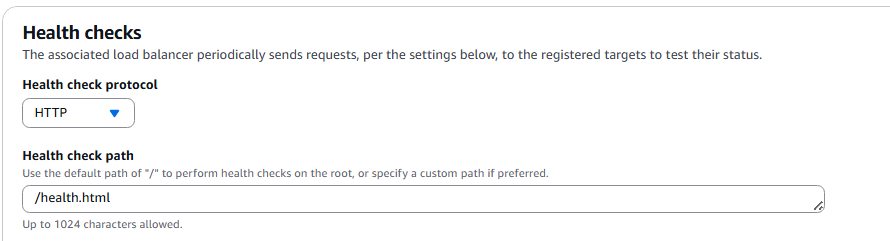 Health checks
The associated load balancer periodically sends requests, per the settings below, to the registered targets to test their status.
Health check protocol
HTTP
Health check path
Use the default path of "/" to perform health checks on the root, or specify a custom path if preferred.
/health.html
Up to 1024 characters allowed.